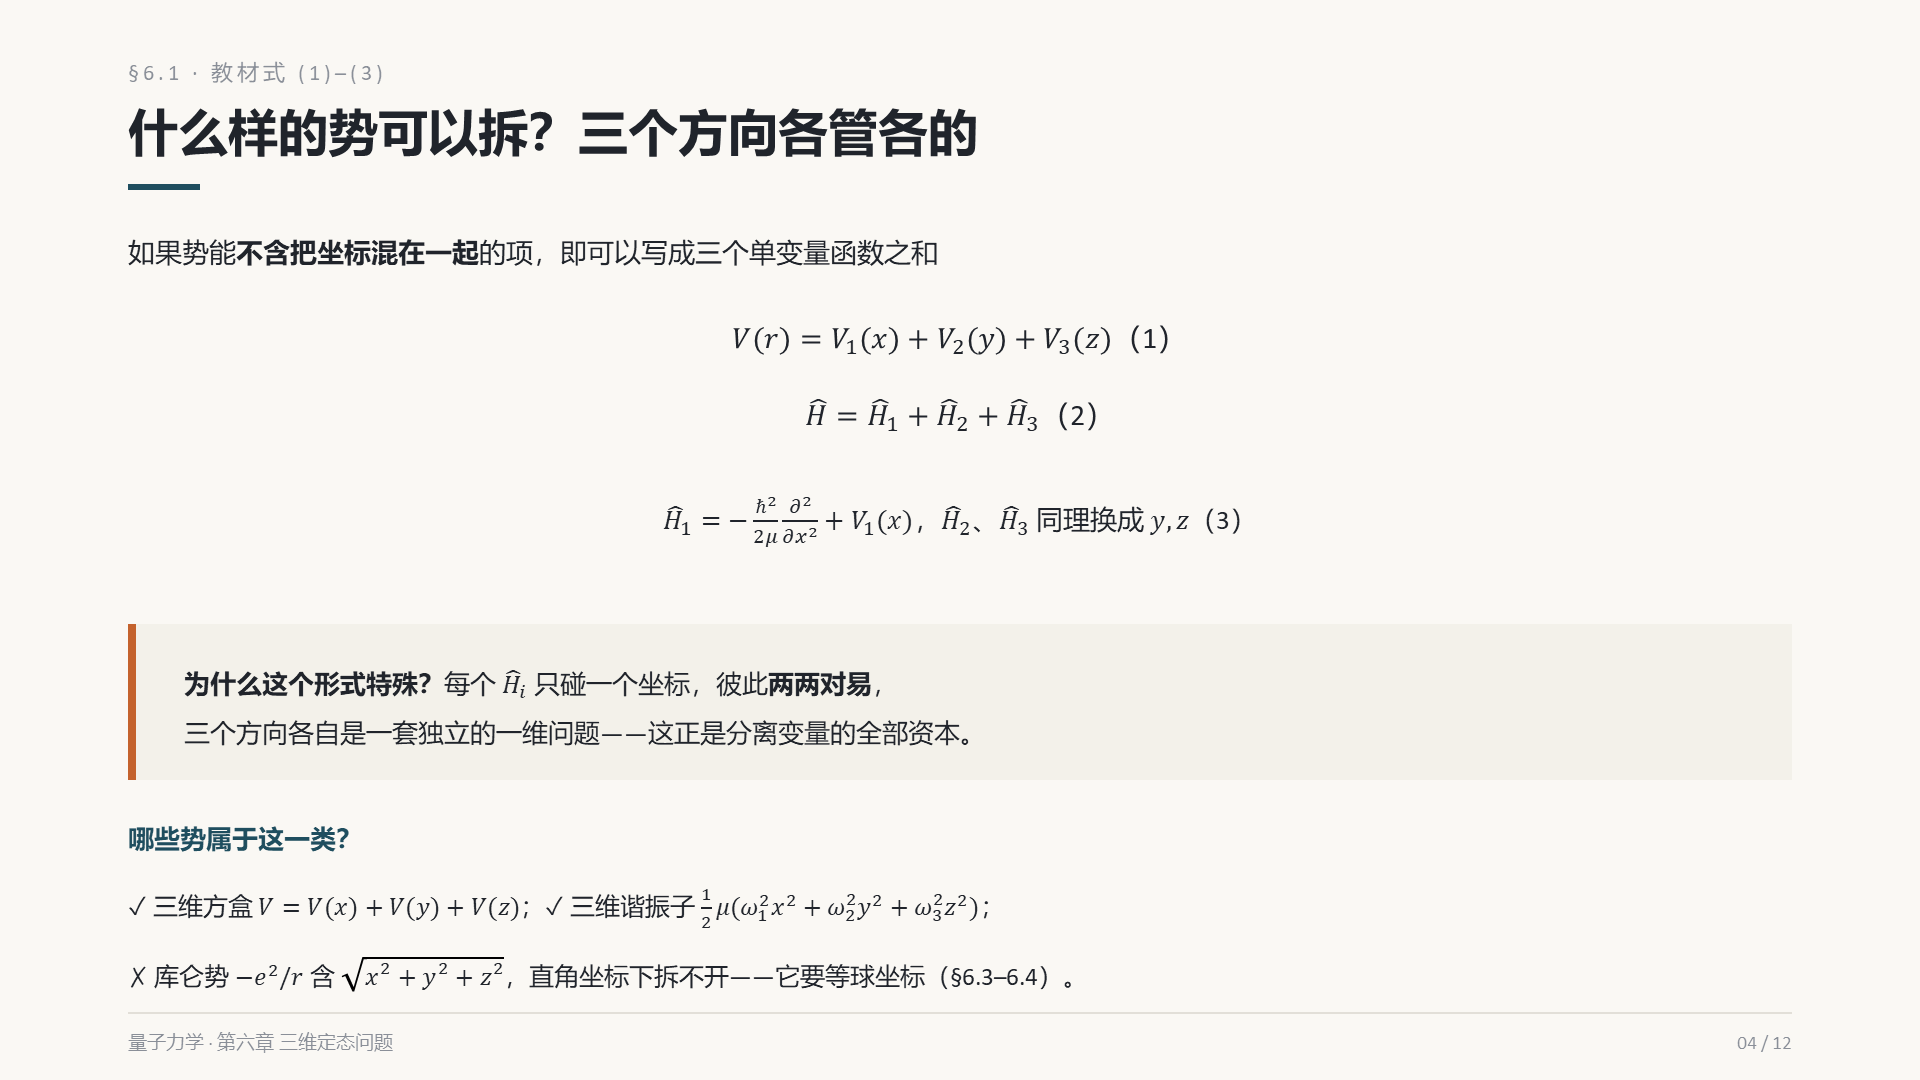 §6.1 · 教材式 (1)–(3)
什么样的势可以拆？三个方向各管各的
如果势能不含把坐标混在一起的项，即可以写成三个单变量函数之和
V(r) = V₁(x) + V₂(y) + V₃(z)（1）
Ĥ = Ĥ₁ + Ĥ₂ + Ĥ₃（2）
Ĥ₁ = −ħ²/2μ ∂²/∂x² + V₁(x)，Ĥ₂、Ĥ₃ 同理换成 y, z（3）
为什么这个形式特殊？每个 Ĥᵢ 只碰一个坐标，彼此两两对易，
三个方向各自是一套独立的一维问题——这正是分离变量的全部资本。
哪些势属于这一类？
✓ 三维方盒 V = V(x) + V(y) + V(z)；✓ 三维谐振子 1/2 μ(ω₁²x² + ω₂²y² + ω₃²z²)；
✗ 库仑势 −e²/r 含 √(x² + y² + z²)，直角坐标下拆不开——它要等球坐标（§6.3–6.4）。
量子力学 · 第六章 三维定态问题
04 / 12